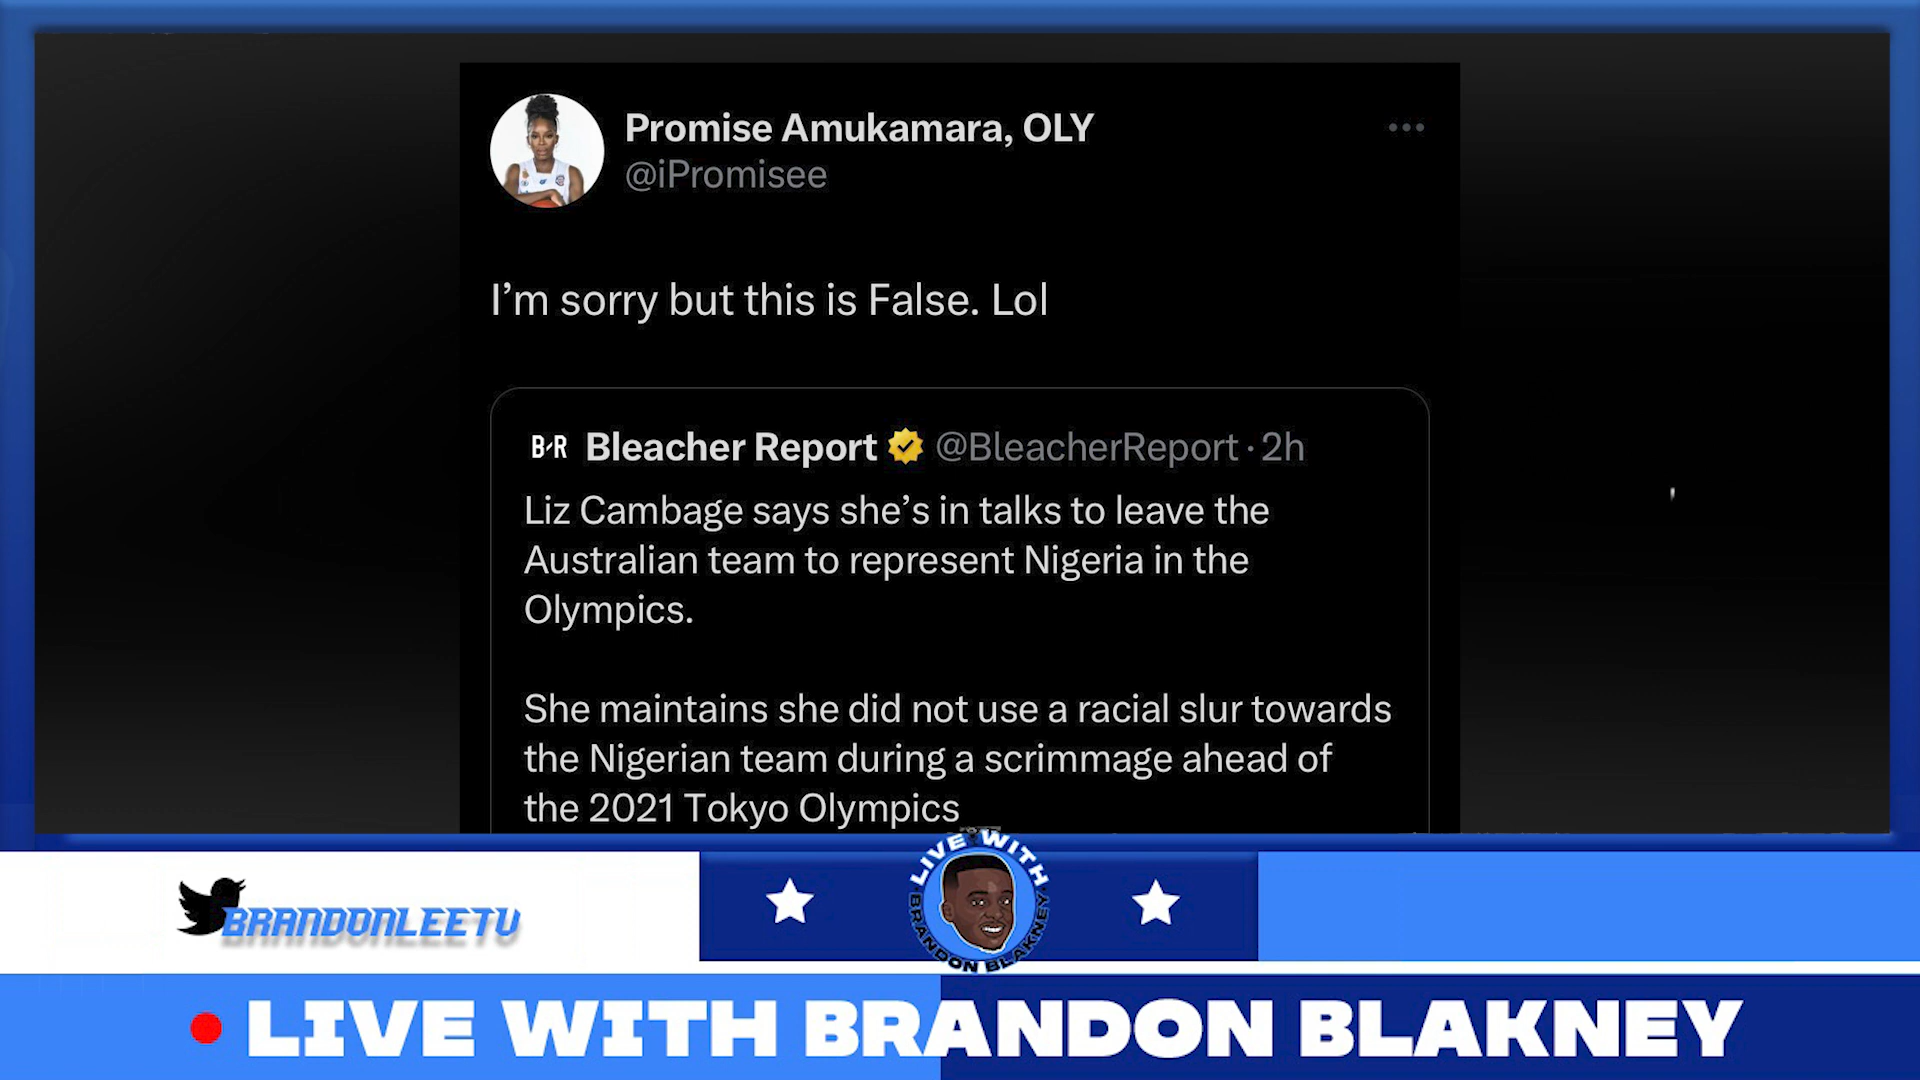 Promise Amukamara, OLY
@iPromisee
I’m sorry but this is False. Lol
B/R Bleacher Report @BleacherReport · 2h
Liz Cambage says she’s in talks to leave the
Australian team to represent Nigeria in the
Olympics.
She maintains she did not use a racial slur towards
the Nigerian team during a scrimmage ahead of
the 2021 Tokyo Olympics
BRANDONLEETV
LIVE WITH
BRANDON BLAKNEY
LIVE WITH BRANDON BLAKNEY